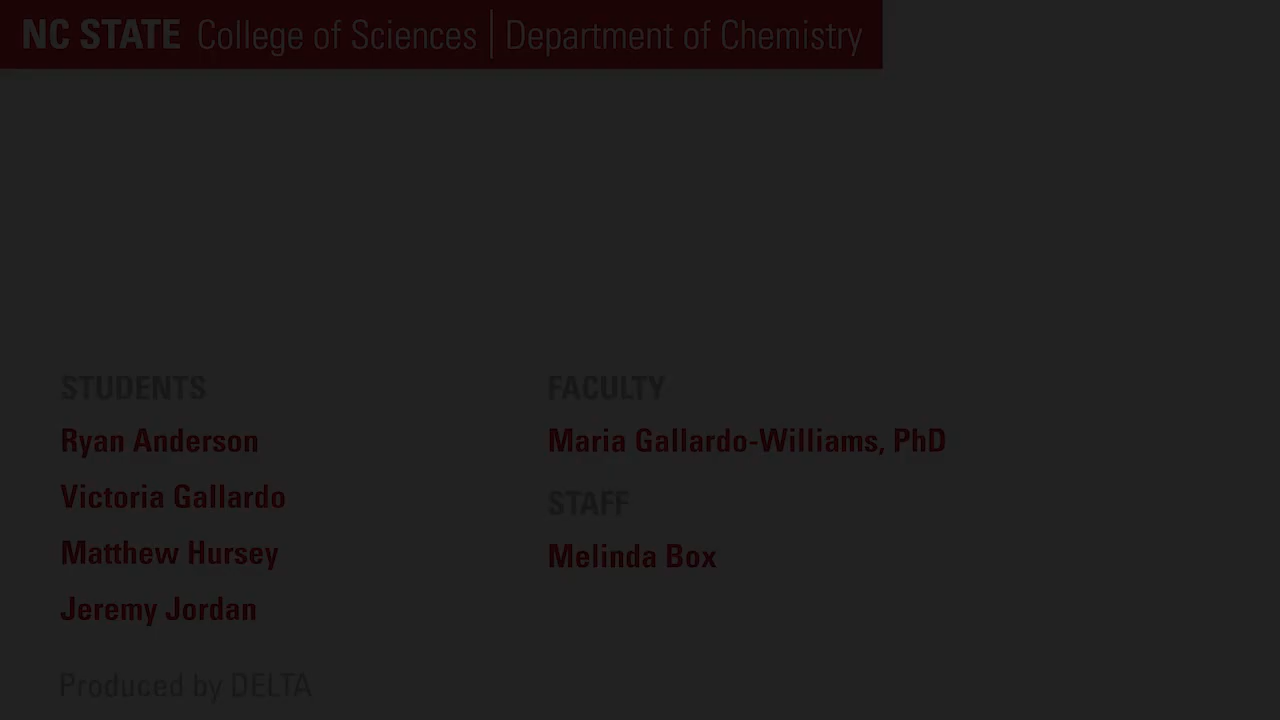 NC STATE College of Sciences | Department of Chemistry
STUDENTS
Ryan Anderson
Victoria Gallardo
Matthew Hursey
Jeremy Jordan
FACULTY
Maria Gallardo-Williams, PhD
STAFF
Melinda Box
Produced by DELTA